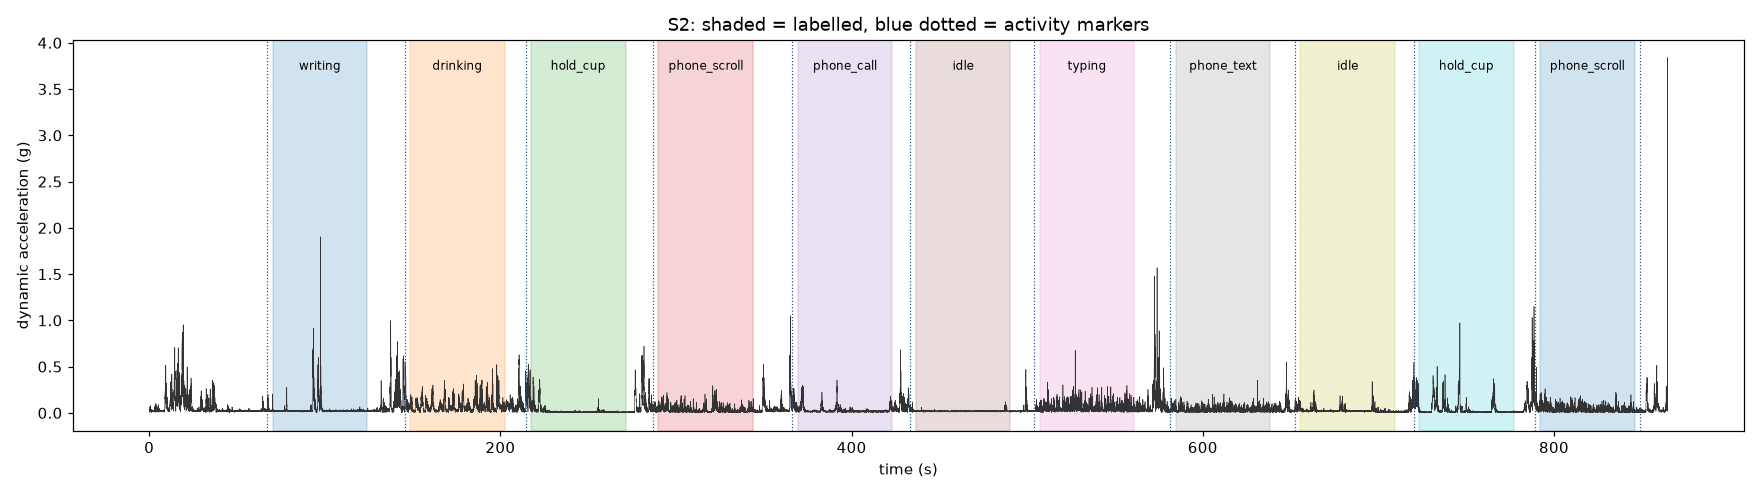 S2: shaded = labelled, blue dotted = activity markers
writing drinking hold_cup phone_scroll phone_call idle typing phone_text idle hold_cup phone_scroll
4.0
3.5
3.0
2.5
2.0
1.5
1.0
0.5
0.0
dynamic acceleration (g)
0 200 400 600 800
time (s)